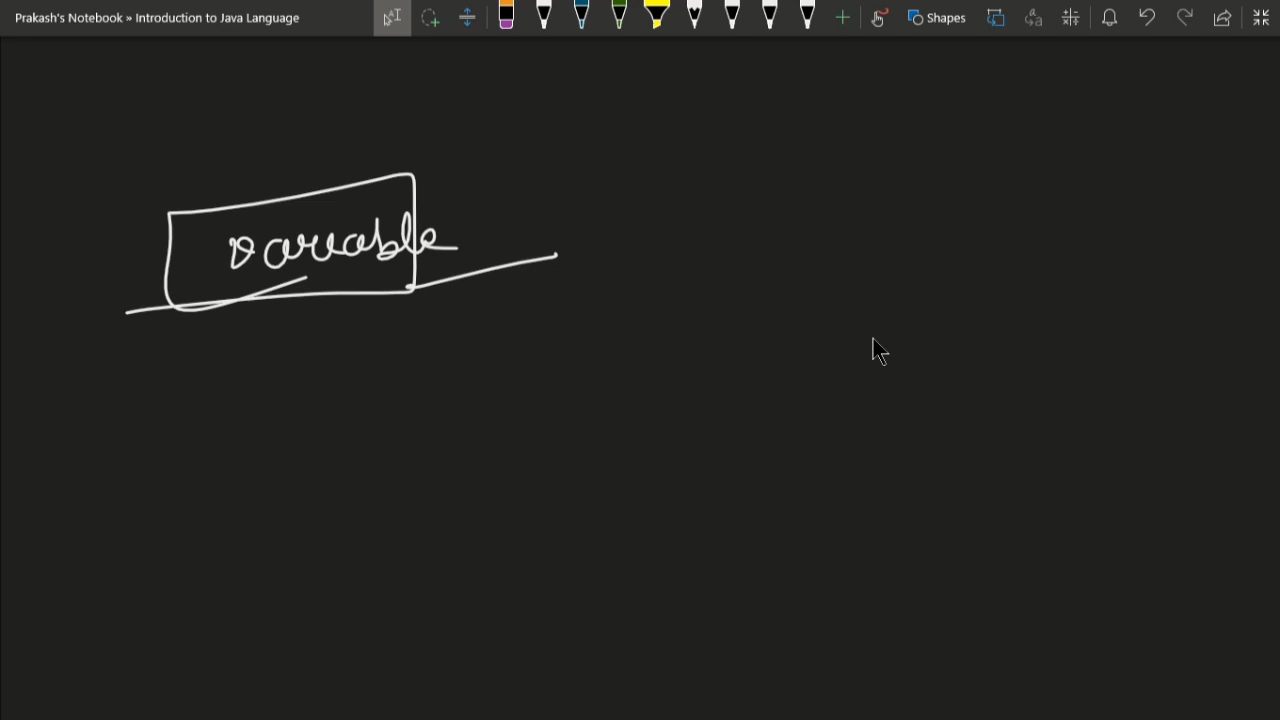 Prakash's Notebook » Introduction to Java Language
Shapes
variable